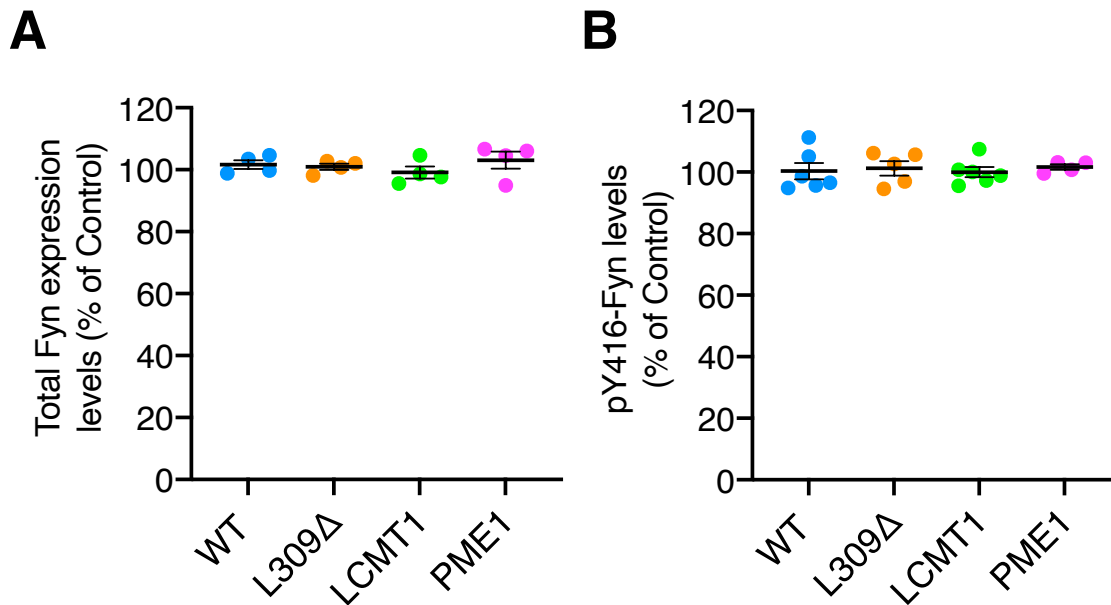 A
Total Fyn expression
levels (% of Control)
120
100
80
60
40
20
0
WT
L309Δ
LCMT1
PME1
B
pY416-Fyn levels
(% of Control)
120
100
80
60
40
20
0
WT
L309Δ
LCMT1
PME1